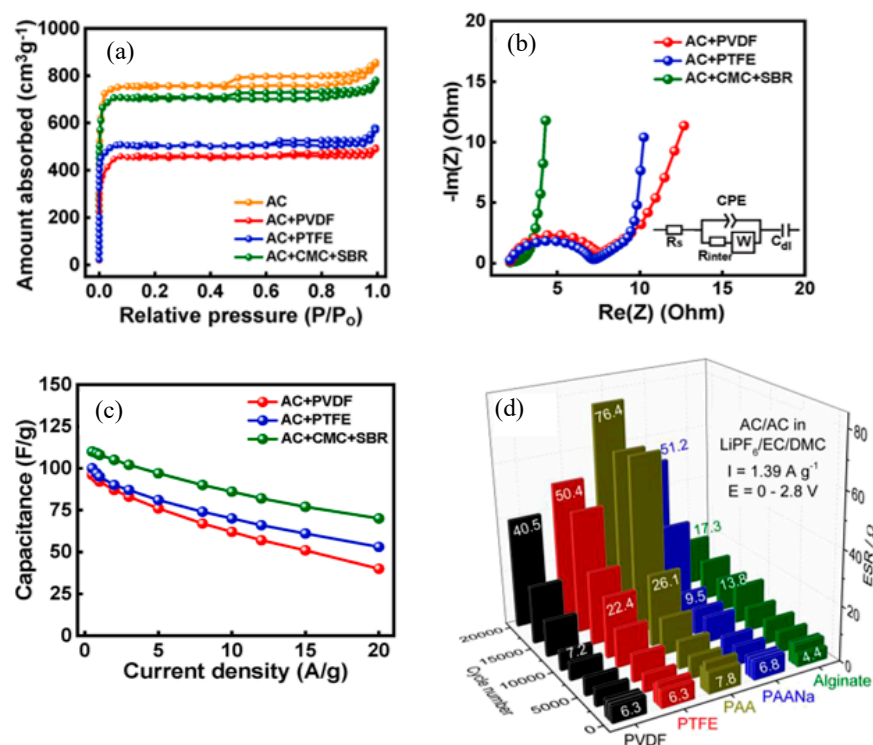 (a)
Amount absorbed (cm³g⁻¹)
1000
800
600
400
200
0
AC
AC+PVDF
AC+PTFE
AC+CMC+SBR
0.0 0.2 0.4 0.6 0.8 1.0
Relative pressure (P/Po)
(b)
-Im(Z) (Ohm)
20
15
10
5
0
AC+PVDF
AC+PTFE
AC+CMC+SBR
CPE
Rs
Rinter
W
Cdl
5 10 15 20
Re(Z) (Ohm)
(c)
Capacitance (F/g)
150
125
100
75
50
25
0
AC+PVDF
AC+PTFE
AC+CMC+SBR
0 5 10 15 20
Current density (A/g)
(d)
AC/AC in
LiPF₆/EC/DMC
I = 1.39 A g⁻¹
E = 0 - 2.8 V
80
60
40
20
0
ESR / Ω
76.4
51.2
50.4
40.5
17.3
26.1
13.8
22.4
9.5
7.2
4.4
6.8
7.8
6.3
6.3
20000
15000
10000
5000
0
Cycle number
PVDF
PTFE
PAA
PAANa
Alginate